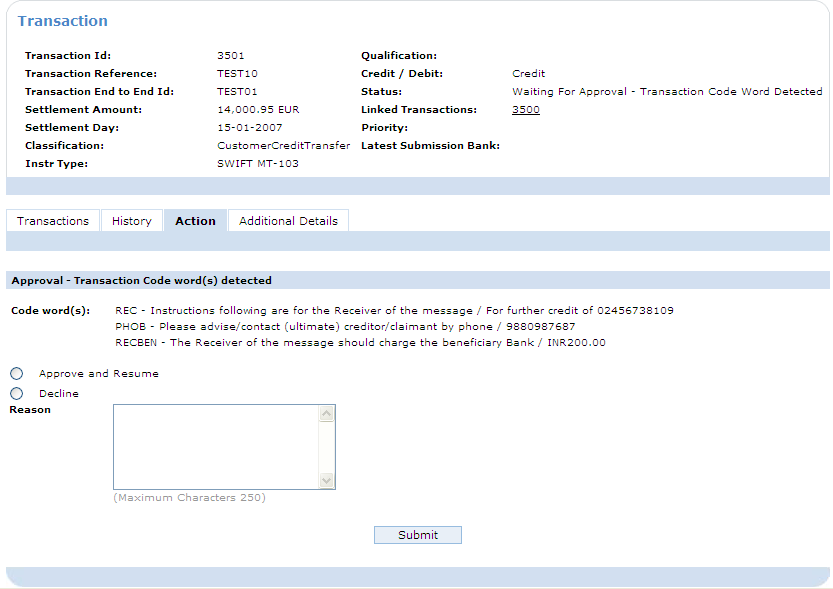 Transaction
Transaction Id: 3501 Qualification:
Transaction Reference: TEST10 Credit / Debit: Credit
Transaction End to End Id: TEST01 Status: Waiting For Approval - Transaction Code Word Detected
Settlement Amount: 14,000.95 EUR Linked Transactions: 3500
Settlement Day: 15-01-2007 Priority:
Classification: CustomerCreditTransfer Latest Submission Bank:
Instr Type: SWIFT MT-103
Transactions History Action Additional Details
Approval - Transaction Code word(s) detected
Code word(s): REC - Instructions following are for the Receiver of the message / For further credit of 02456738109
PHOB - Please advise/contact (ultimate) creditor/claimant by phone / 9880987687
RECBEN - The Receiver of the message should charge the beneficiary Bank / INR200.00
Approve and Resume
Decline
Reason
(Maximum Characters 250)
Submit